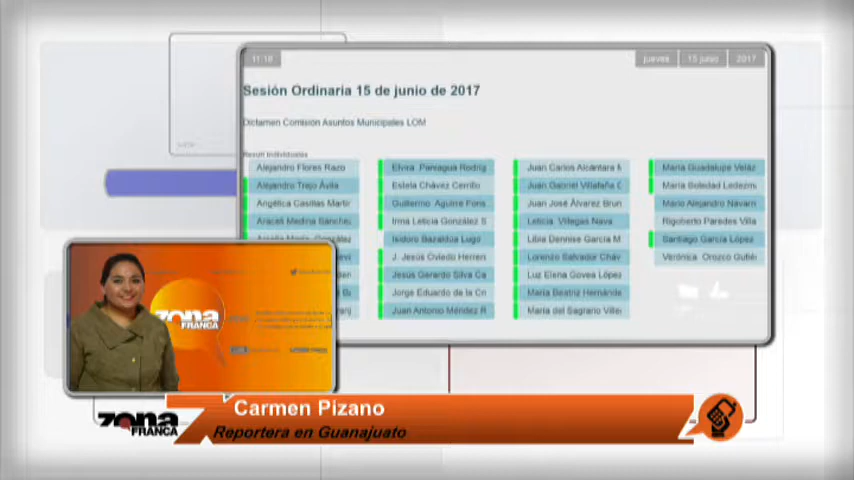 11:18
jueves 15 junio 2017
Sesión Ordinaria 15 de junio de 2017
Dictamen Comisión Asuntos Municipales LOM
Result Individuales
Alejandro Flores Razo
Alejandro Trejo Ávila
Angélica Casillas Martír
Araceli Medina Sánchez
Elvira Paniagua Rodríg
Estela Chávez Cerrillo
Guillermo Aguirre Fons
Irma Leticia González S
Isidoro Bazaldúa Lugo
J. Jesús Oviedo Herrer
Jesús Gerardo Silva Ca
Jorge Eduardo de la Cr
Juan Antonio Méndez R
Juan Carlos Alcántara M
Juan Gabriel Villafaña C
Juan José Álvarez Brun
Leticia Villegas Nava
Libia Dennise García M
Lorenzo Salvador Cháv
Luz Elena Govea López
María Beatriz Hernánde
María del Sagrario Ville
María Guadalupe Veláz
María Soledad Ledezma
Mario Alejandro Navarr
Rigoberto Paredes Villa
Santiago García López
Verónica Orozco Gutiér
zona
FRANCA
Carmen Pizano
Reportera en Guanajuato
zona
FRANCA